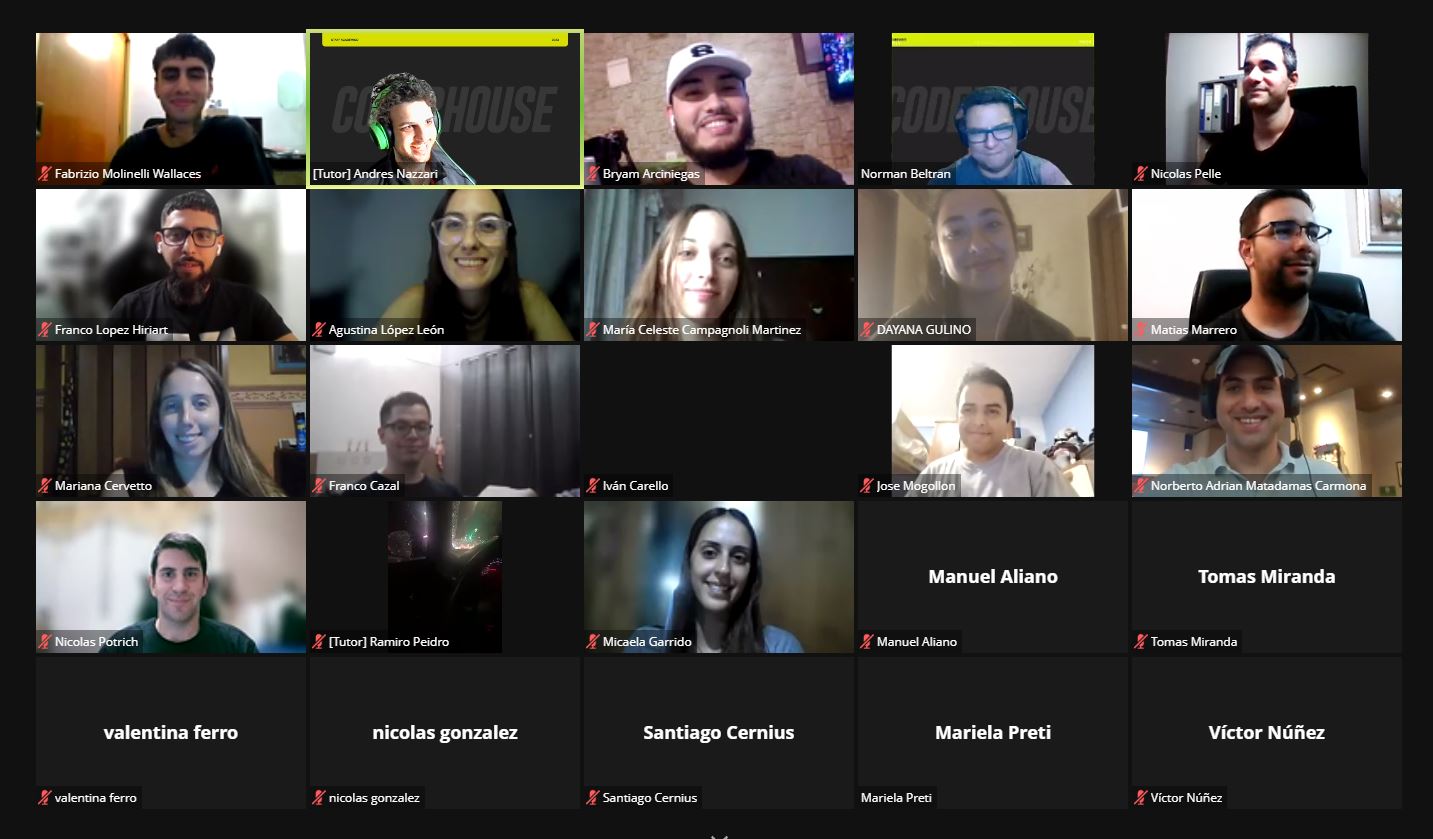 CODERHOUSE
CODERHOUSE
Fabrizio Molinelli Wallaces
[Tutor] Andres Nazzari
Bryam Arciniegas
Norman Beltran
Nicolas Pelle
Franco Lopez Hiriart
Agustina López León
María Celeste Campagnoli Martinez
DAYANA GULINO
Matias Marrero
Mariana Cervetto
Franco Cazal
Iván Carello
Jose Mogollon
Norberto Adrian Matadamas Carmona
Manuel Aliano
Tomas Miranda
Nicolas Potrich
[Tutor] Ramiro Peidro
Micaela Garrido
Manuel Aliano
Tomas Miranda
valentina ferro
nicolas gonzalez
Santiago Cernius
Mariela Preti
Víctor Núñez
valentina ferro
nicolas gonzalez
Santiago Cernius
Mariela Preti
Víctor Núñez